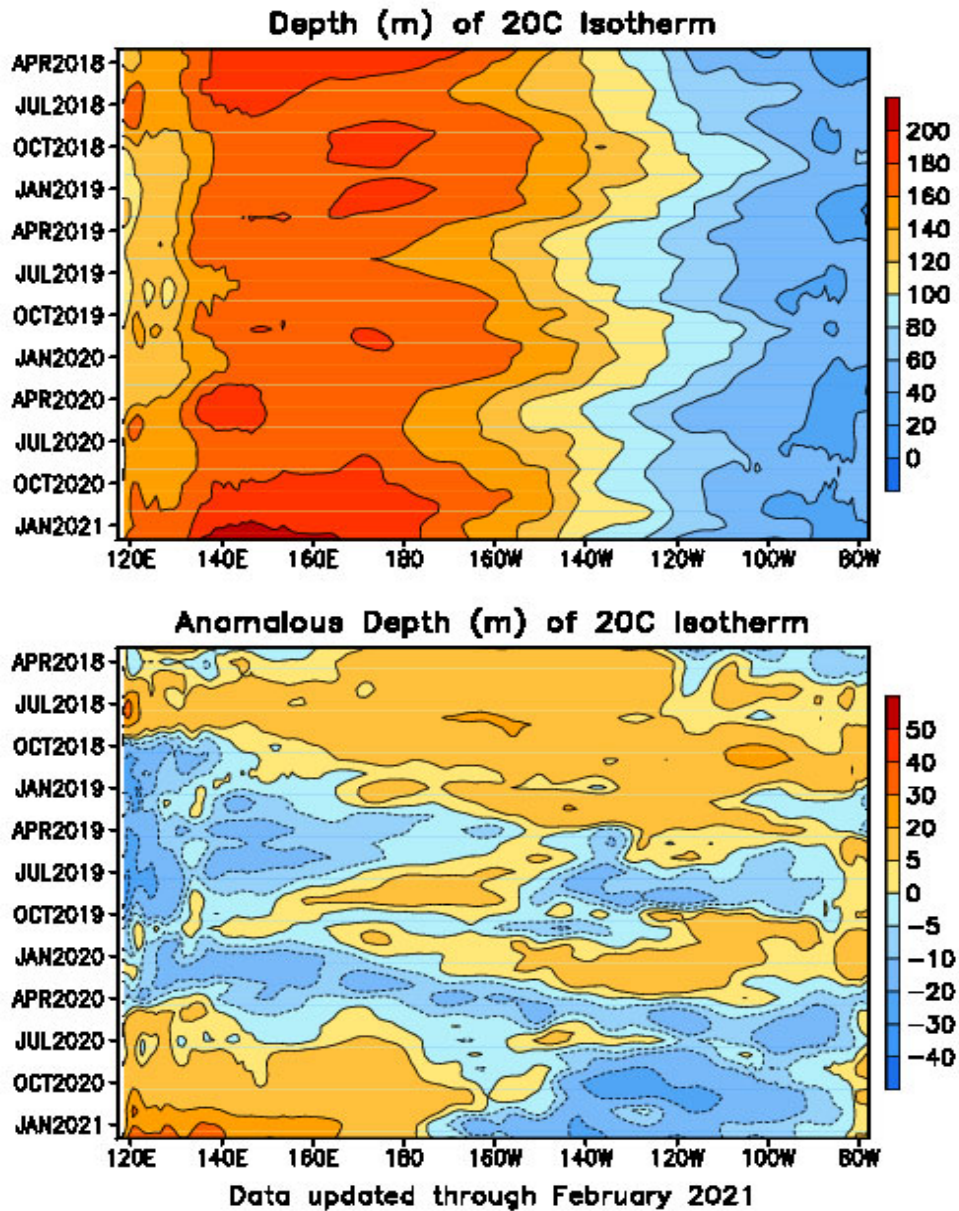 Depth (m) of 20C Isotherm
APR2018
JUL2018
OCT2018
JAN2019
APR2019
JUL2019
OCT2019
JAN2020
APR2020
JUL2020
OCT2020
JAN2021
120E 140E 160E 180 160W 140W 120W 100W 80W
200
180
160
140
120
100
80
60
40
20
0
Anomalous Depth (m) of 20C Isotherm
APR2018
JUL2018
OCT2018
JAN2019
APR2019
JUL2019
OCT2019
JAN2020
APR2020
JUL2020
OCT2020
JAN2021
120E 140E 160E 180 160W 140W 120W 100W 80W
50
40
30
20
5
0
−5
−10
−20
−30
−40
Data updated through February 2021